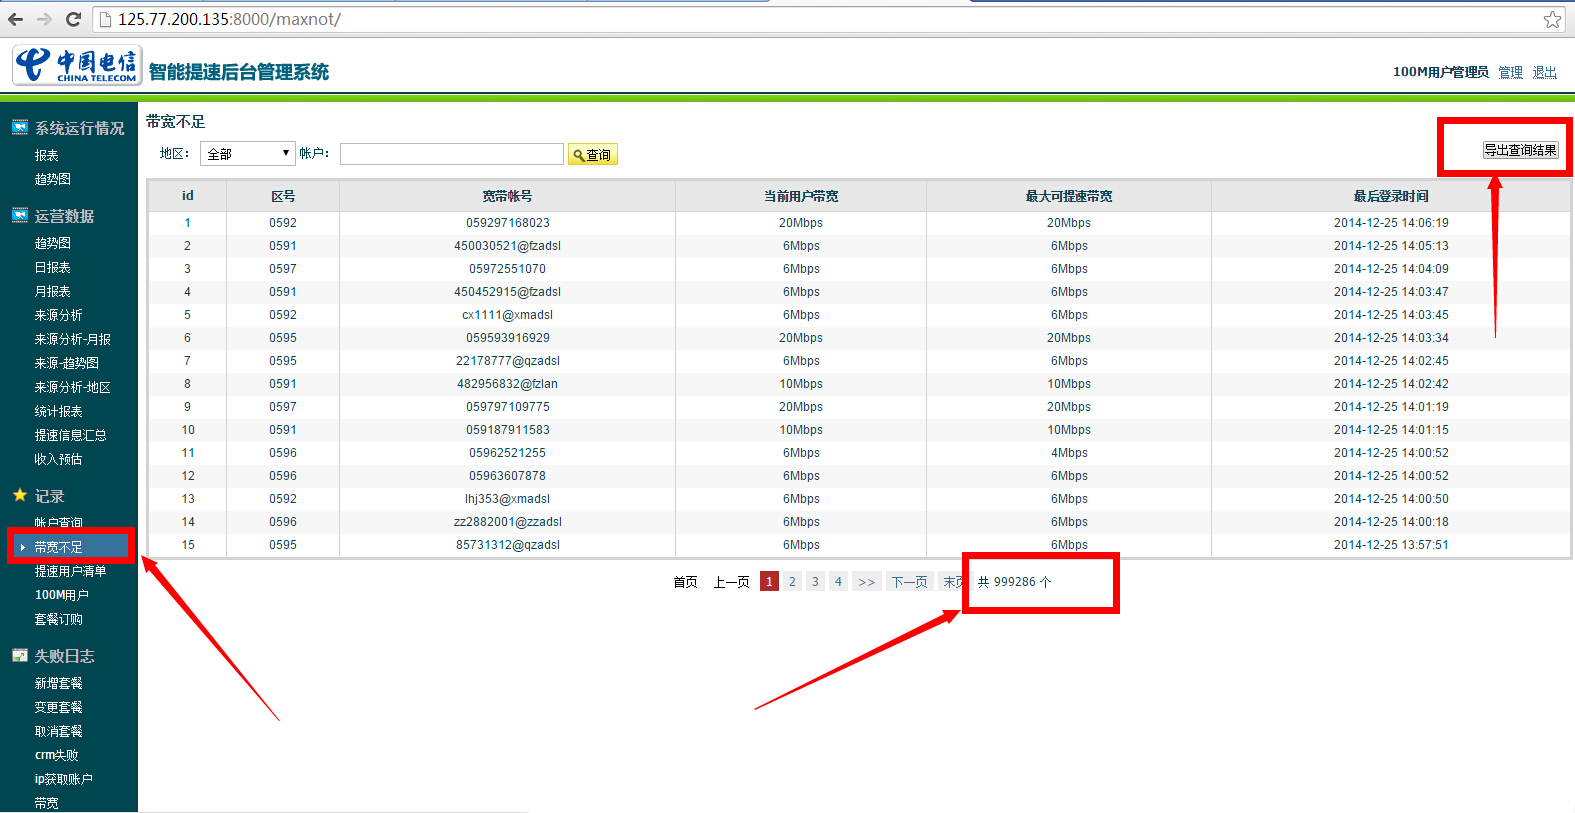 125.77.200.135:8000/maxnot/
中国电信
CHINA TELECOM
智能提速后台管理系统
100M用户管理员 管理 退出
系统运行情况
报表
趋势图
运营数据
趋势图
日报表
月报表
来源分析
来源分析-月报
来源-趋势图
来源分析-地区
统计报表
提速信息汇总
收入预估
记录
帐户查询
带宽不足
提速用户清单
100M用户
套餐订购
失败日志
新增套餐
变更套餐
取消套餐
crm失败
ip获取账户
带宽
带宽不足
地区： 全部 帐户： 查询
导出查询结果
id 区号 宽带帐号 当前用户带宽 最大可提速带宽 最后登录时间
1 0592 059297168023 20Mbps 20Mbps 2014-12-25 14:06:19
2 0591 450030521@fzadsl 6Mbps 6Mbps 2014-12-25 14:05:13
3 0597 05972551070 6Mbps 6Mbps 2014-12-25 14:04:09
4 0591 450452915@fzadsl 6Mbps 6Mbps 2014-12-25 14:03:47
5 0592 cx1111@xmadsl 6Mbps 6Mbps 2014-12-25 14:03:45
6 0595 059593916929 20Mbps 20Mbps 2014-12-25 14:03:34
7 0595 22178777@qzadsl 6Mbps 6Mbps 2014-12-25 14:02:45
8 0591 482956832@fzlan 10Mbps 10Mbps 2014-12-25 14:02:42
9 0597 059797109775 20Mbps 20Mbps 2014-12-25 14:01:19
10 0591 059187911583 10Mbps 10Mbps 2014-12-25 14:01:15
11 0596 05962521255 6Mbps 4Mbps 2014-12-25 14:00:52
12 0596 05963607878 6Mbps 6Mbps 2014-12-25 14:00:52
13 0592 lhj353@xmadsl 6Mbps 6Mbps 2014-12-25 14:00:50
14 0596 zz2882001@zzadsl 6Mbps 6Mbps 2014-12-25 14:00:18
15 0595 85731312@qzadsl 6Mbps 6Mbps 2014-12-25 13:57:51
首页 上一页 1 2 3 4 >> 下一页 末页 共 999286 个